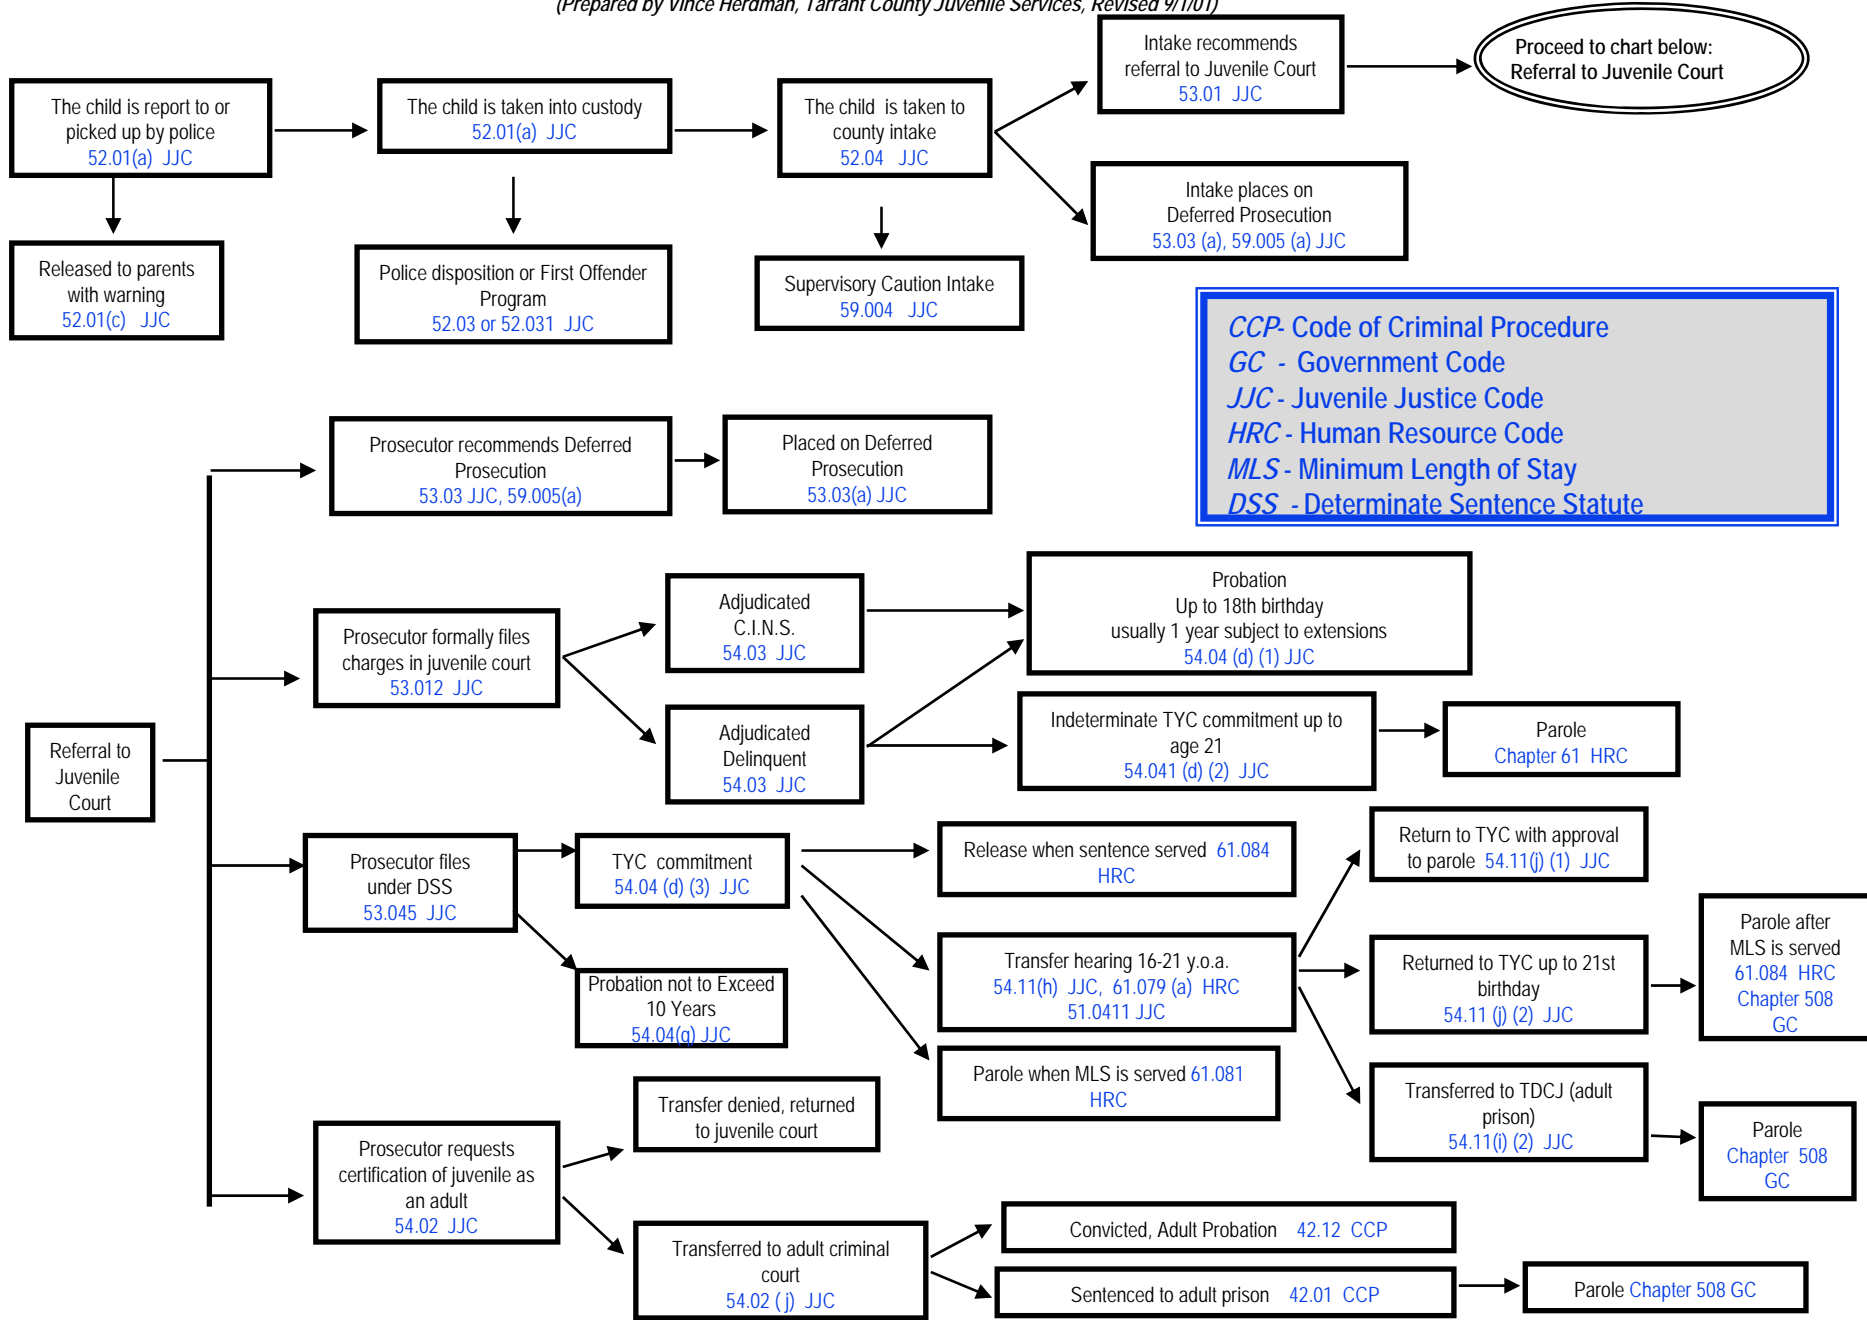 (Prepared by Vince Herdman, Tarrant County Juvenile Services, Revised 9/1/01)
The child is report to or
picked up by police
52.01(a) JJC
The child is taken into custody
52.01(a) JJC
The child is taken to
county intake
52.04 JJC
Intake recommends
referral to Juvenile Court
53.01 JJC
Proceed to chart below:
Referral to Juvenile Court
Intake places on
Deferred Prosecution
53.03 (a), 59.005 (a) JJC
Released to parents
with warning
52.01(c) JJC
Police disposition or First Offender
Program
52.03 or 52.031 JJC
Supervisory Caution Intake
59.004 JJC
CCP- Code of Criminal Procedure
GC - Government Code
JJC - Juvenile Justice Code
HRC - Human Resource Code
MLS - Minimum Length of Stay
DSS - Determinate Sentence Statute
Referral to
Juvenile
Court
Prosecutor recommends Deferred
Prosecution
53.03 JJC, 59.005(a)
Placed on Deferred
Prosecution
53.03(a) JJC
Prosecutor formally files
charges in juvenile court
53.012 JJC
Adjudicated
C.I.N.S.
54.03 JJC
Probation
Up to 18th birthday
usually 1 year subject to extensions
54.04 (d) (1) JJC
Adjudicated
Delinquent
54.03 JJC
Indeterminate TYC commitment up to
age 21
54.041 (d) (2) JJC
Parole
Chapter 61 HRC
Prosecutor files
under DSS
53.045 JJC
TYC commitment
54.04 (d) (3) JJC
Probation not to Exceed
10 Years
54.04(q) JJC
Release when sentence served 61.084
HRC
Transfer hearing 16-21 y.o.a.
54.11(h) JJC, 61.079 (a) HRC
51.0411 JJC
Parole when MLS is served 61.081
HRC
Return to TYC with approval
to parole 54.11(j) (1) JJC
Returned to TYC up to 21st
birthday
54.11 (j) (2) JJC
Parole after
MLS is served
61.084 HRC
Chapter 508
GC
Transferred to TDCJ (adult
prison)
54.11(i) (2) JJC
Parole
Chapter 508
GC
Prosecutor requests
certification of juvenile as
an adult
54.02 JJC
Transfer denied, returned
to juvenile court
Transferred to adult criminal
court
54.02 ( j) JJC
Convicted, Adult Probation 42.12 CCP
Sentenced to adult prison 42.01 CCP
Parole Chapter 508 GC